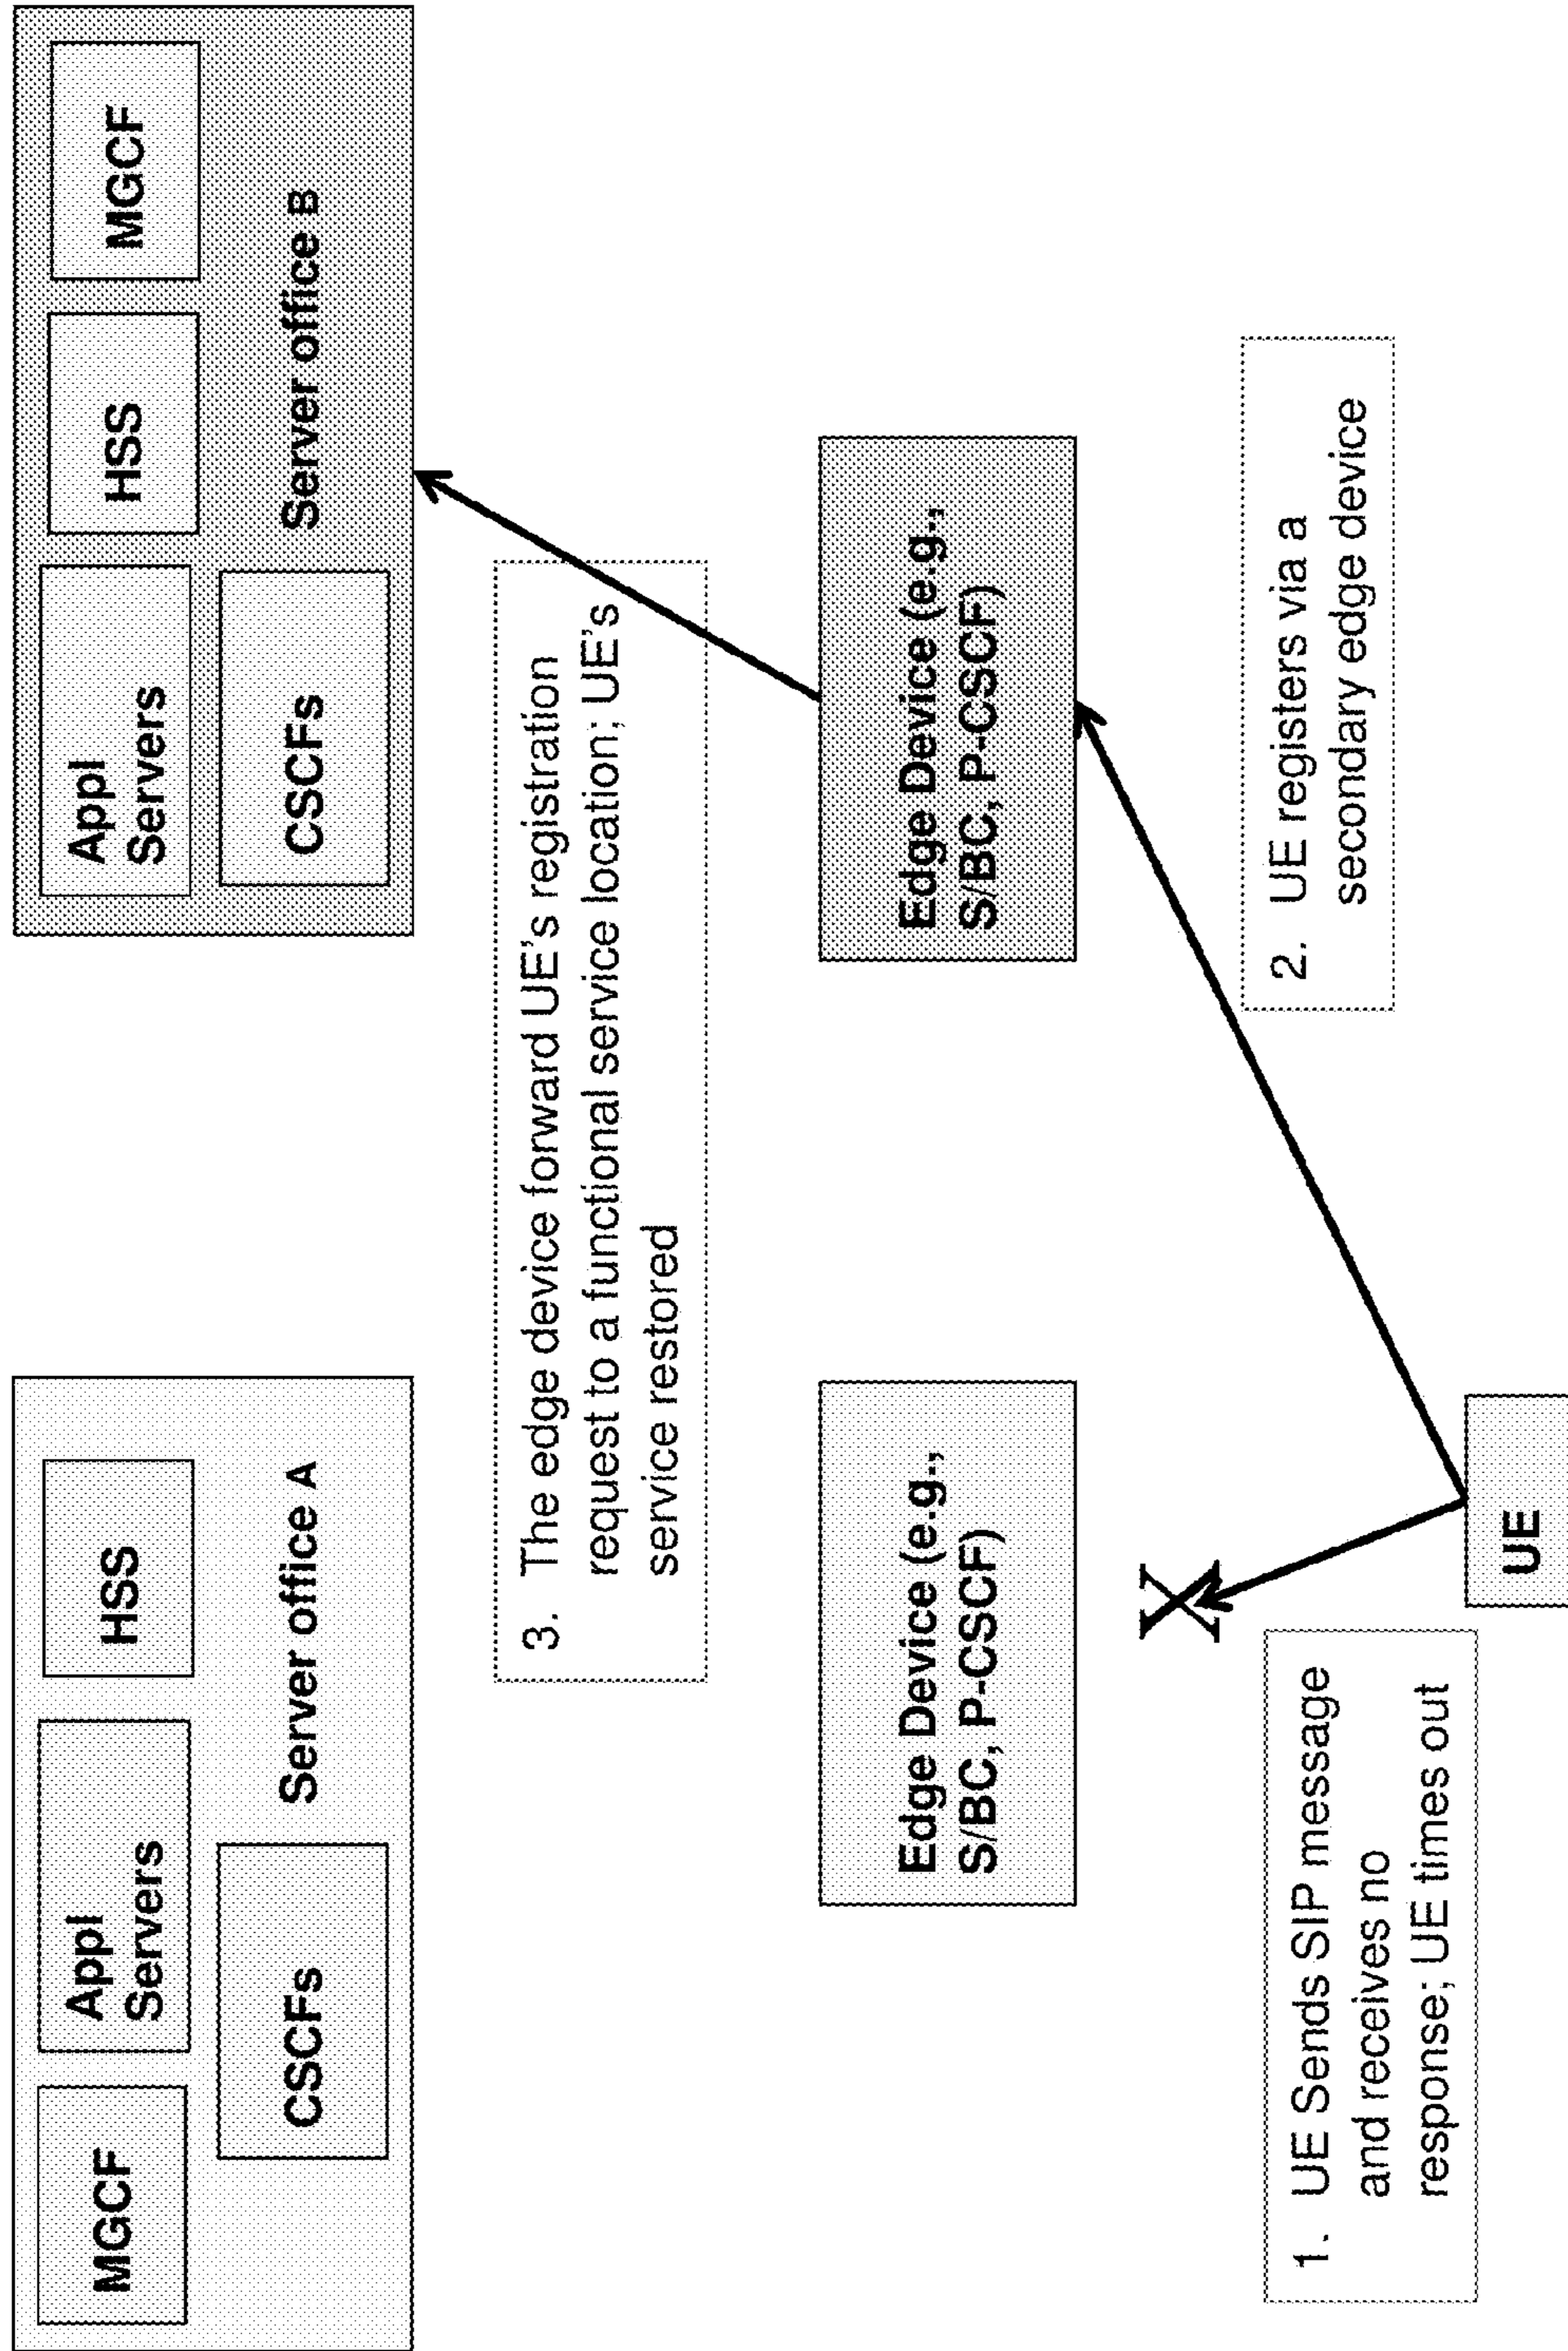 MGCF
Appl
Servers
HSS
CSCFs
Server office A
Appl
Servers
HSS
MGCF
CSCFs
Server office B
3. The edge device forward UE's registration
request to a functional service location; UE's
service restored
Edge Device (e.g.,
S/BC, P-CSCF)
Edge Device (e.g.,
S/BC, P-CSCF)
X
1. UE Sends SIP message
and receives no
response; UE times out
2. UE registers via a
secondary edge device
UE